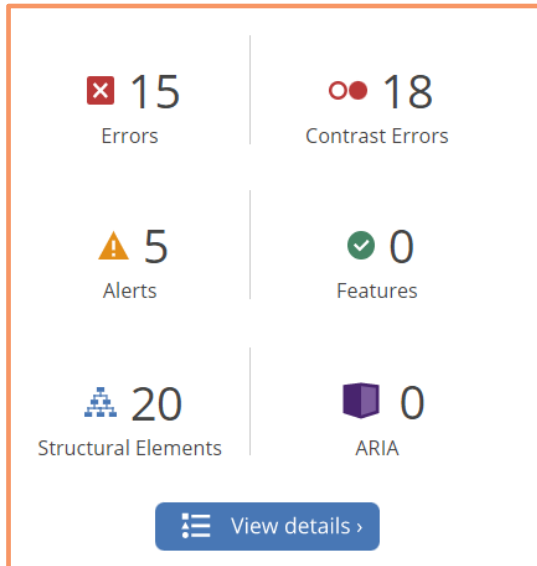 15
Errors
18
Contrast Errors
5
Alerts
0
Features
20
Structural Elements
0
ARIA
View details ›